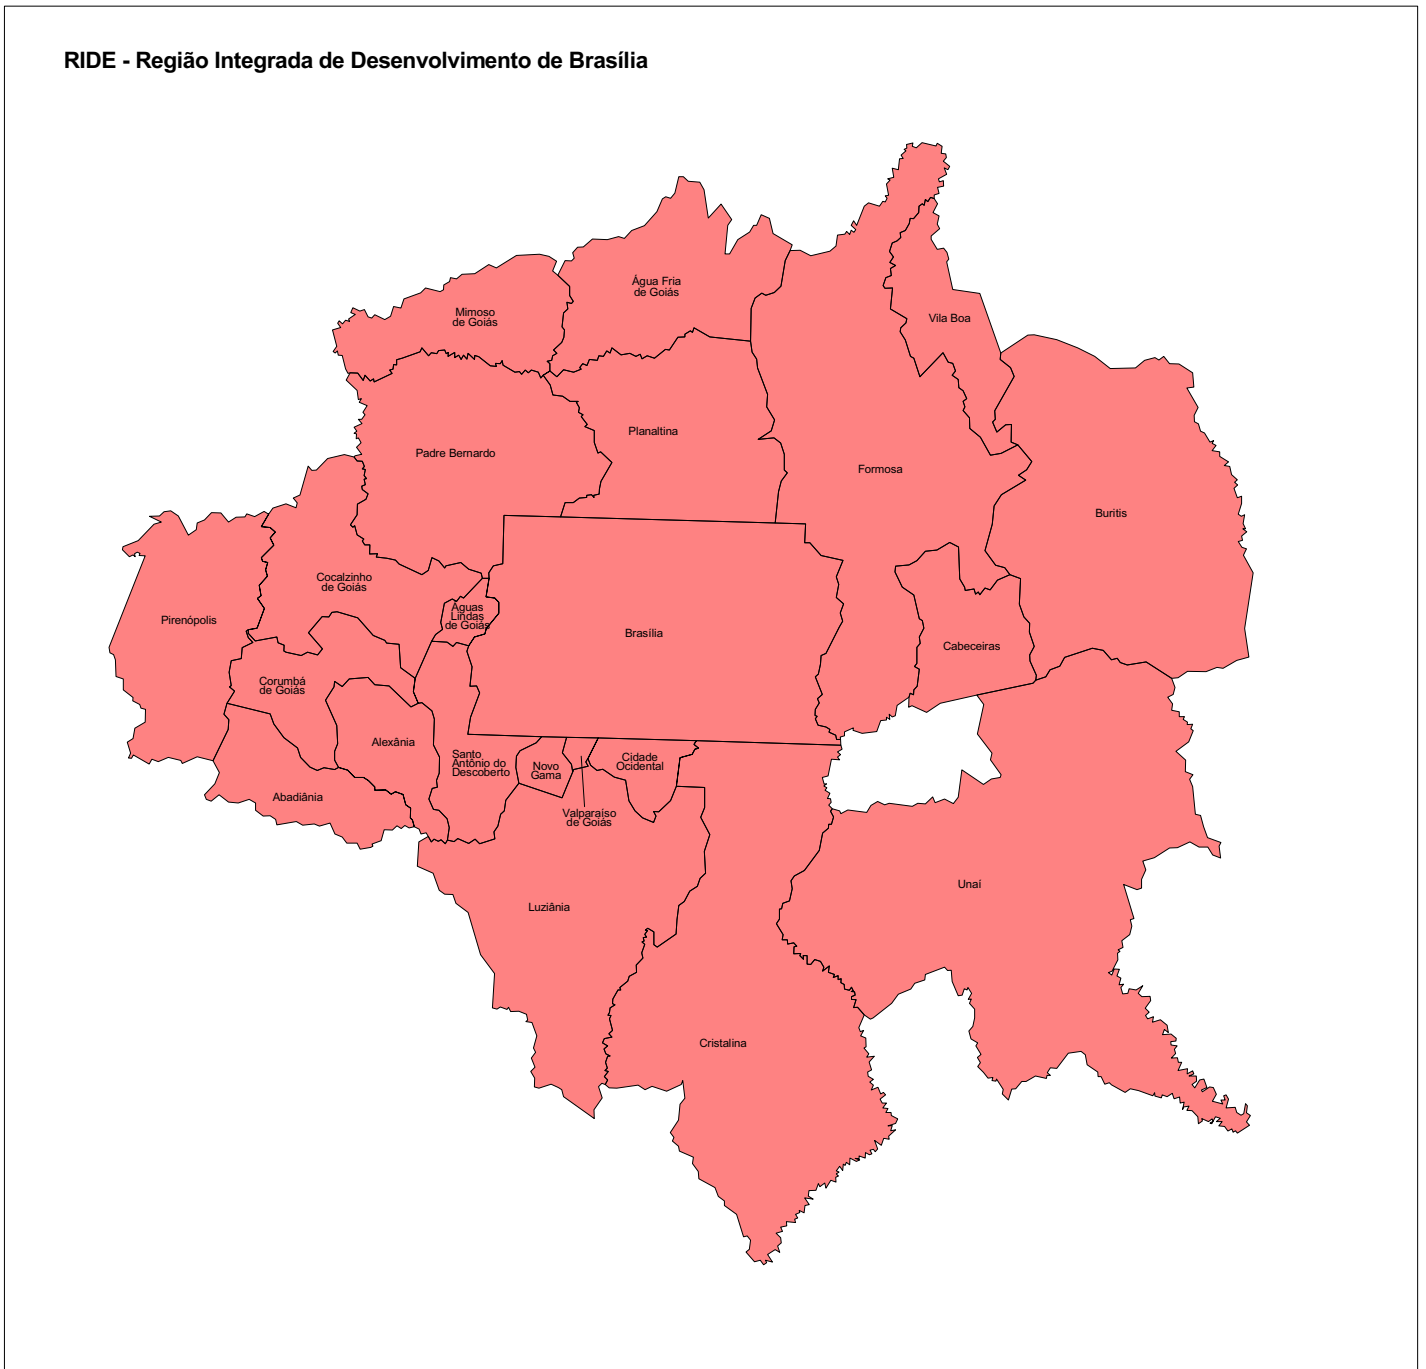 RIDE - Região Integrada de Desenvolvimento de Brasília
Água Fria
de Goiás
Mimoso
de Goiás
Vila Boa
Planaltina
Padre Bernardo
Formosa
Buritis
Cocalzinho
de Goiás
Águas
Lindas
de Goiás
Pirenópolis
Brasília
Cabeceiras
Corumbá
de Goiás
Alexânia
Santo
Antônio do
Descoberto
Novo
Gama
Cidade
Ocidental
Abadiânia
Valparaíso
de Goiás
Unaí
Luziânia
Cristalina